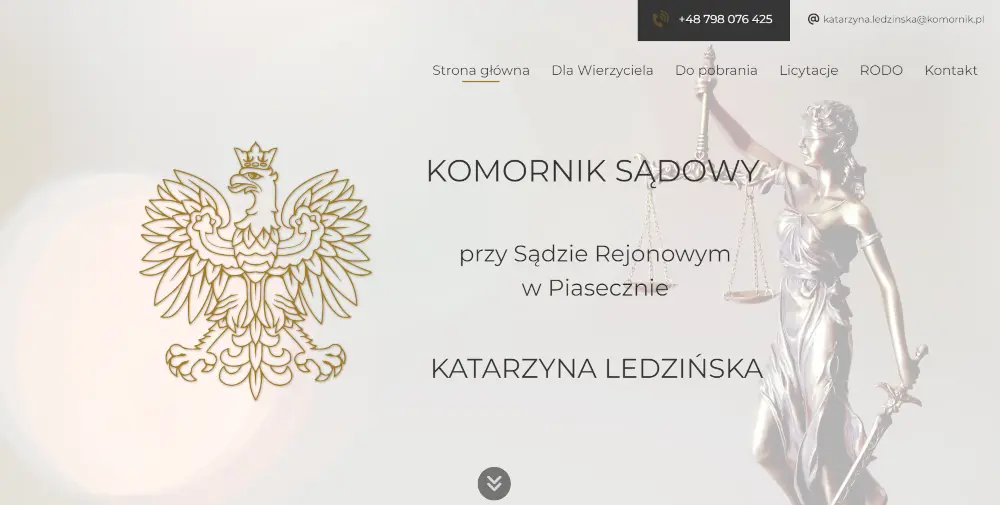 +48 798 076 425
katarzyna.ledzinska@komornik.pl
Strona główna Dla Wierzyciela Do pobrania Licytacje RODO Kontakt
KOMORNIK SĄDOWY
przy Sądzie Rejonowym
w Piasecznie
KATARZYNA LEDZIŃSKA